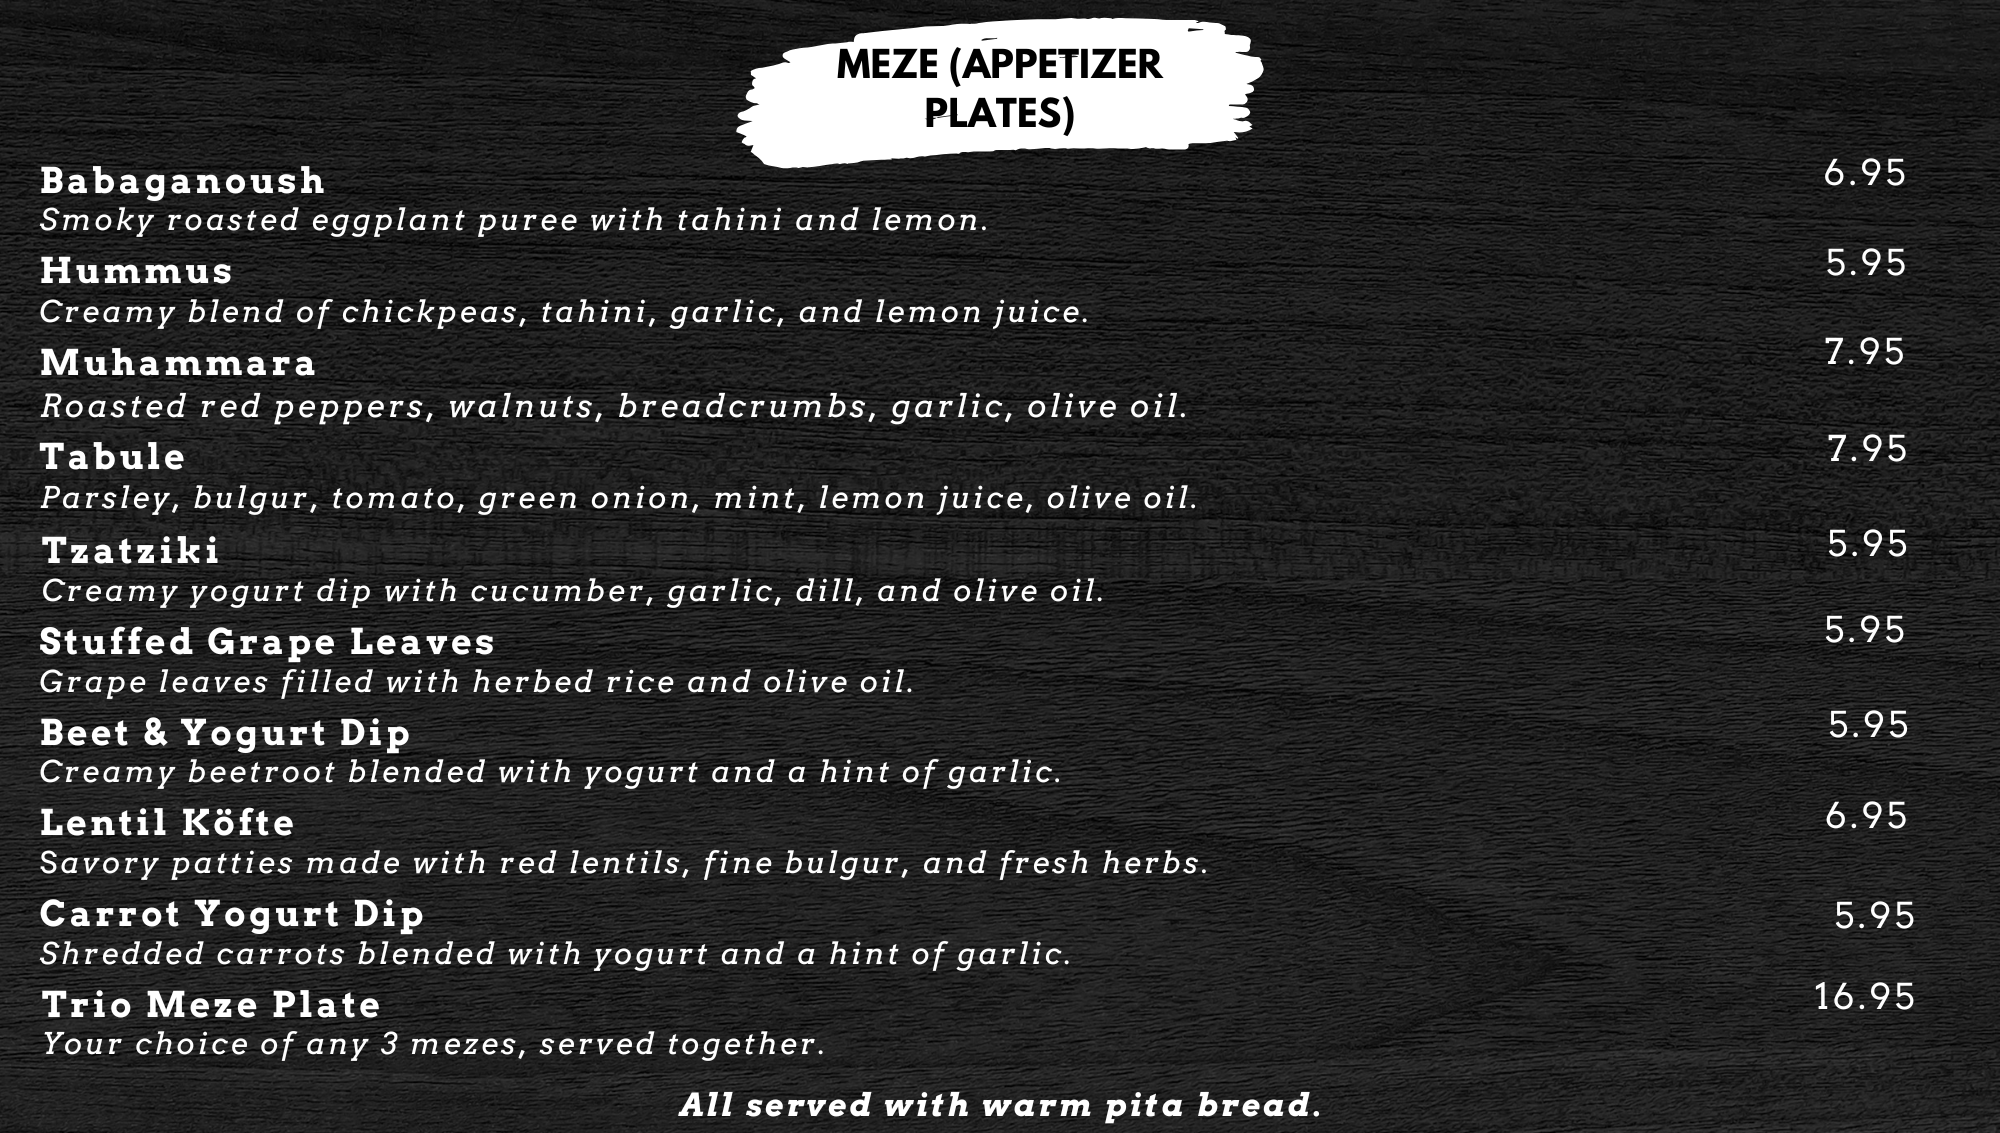 MEZE (APPETIZER
PLATES)
Babaganoush 6.95
Smoky roasted eggplant puree with tahini and lemon.
Hummus 5.95
Creamy blend of chickpeas, tahini, garlic, and lemon juice.
Muhammara 7.95
Roasted red peppers, walnuts, breadcrumbs, garlic, olive oil.
Tabule 7.95
Parsley, bulgur, tomato, green onion, mint, lemon juice, olive oil.
Tzatziki 5.95
Creamy yogurt dip with cucumber, garlic, dill, and olive oil.
Stuffed Grape Leaves 5.95
Grape leaves filled with herbed rice and olive oil.
Beet & Yogurt Dip 5.95
Creamy beetroot blended with yogurt and a hint of garlic.
Lentil Köfte 6.95
Savory patties made with red lentils, fine bulgur, and fresh herbs.
Carrot Yogurt Dip 5.95
Shredded carrots blended with yogurt and a hint of garlic.
Trio Meze Plate 16.95
Your choice of any 3 mezes, served together.
All served with warm pita bread.